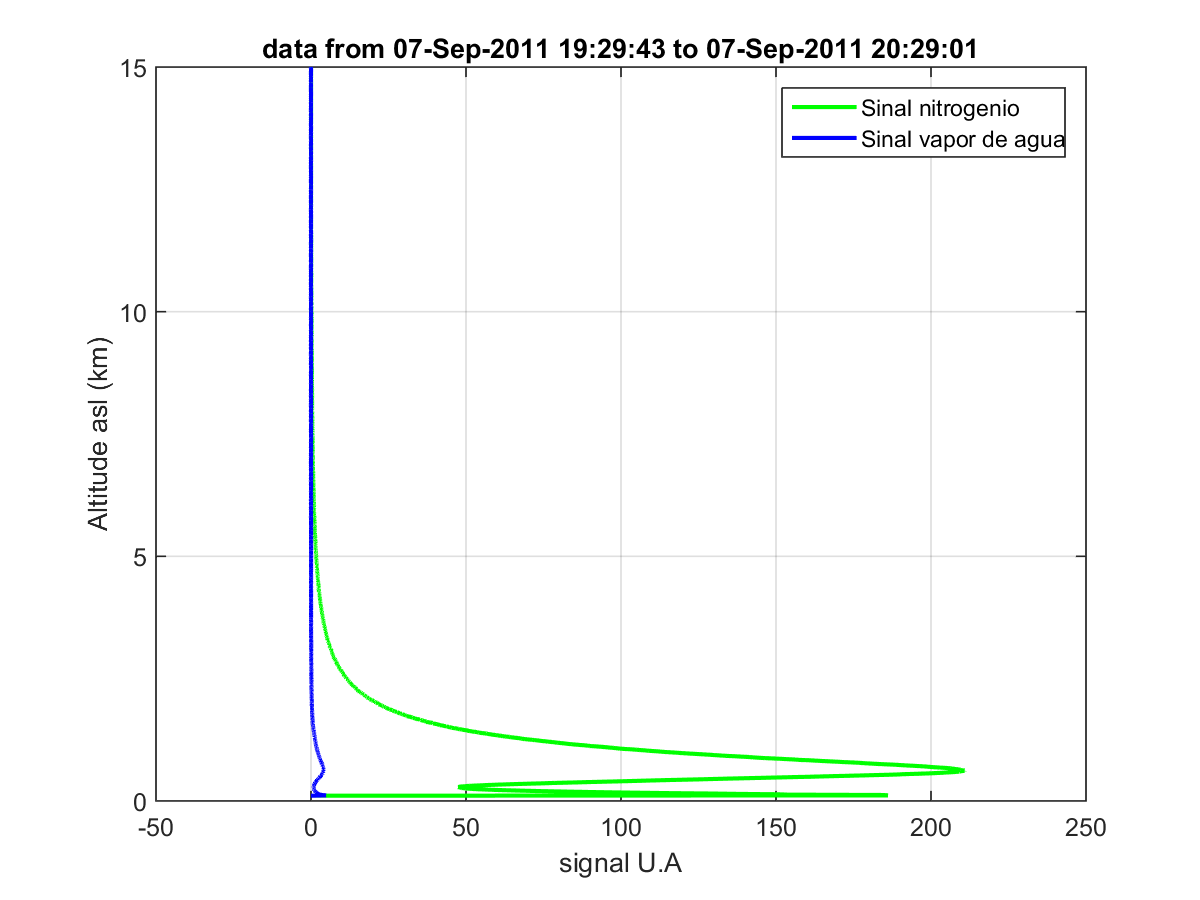 data from 07-Sep-2011 19:29:43 to 07-Sep-2011 20:29:01
15
Sinal nitrogenio
Sinal vapor de agua
10
Altitude asl (km)
5
0
-50 0 50 100 150 200 250
signal U.A